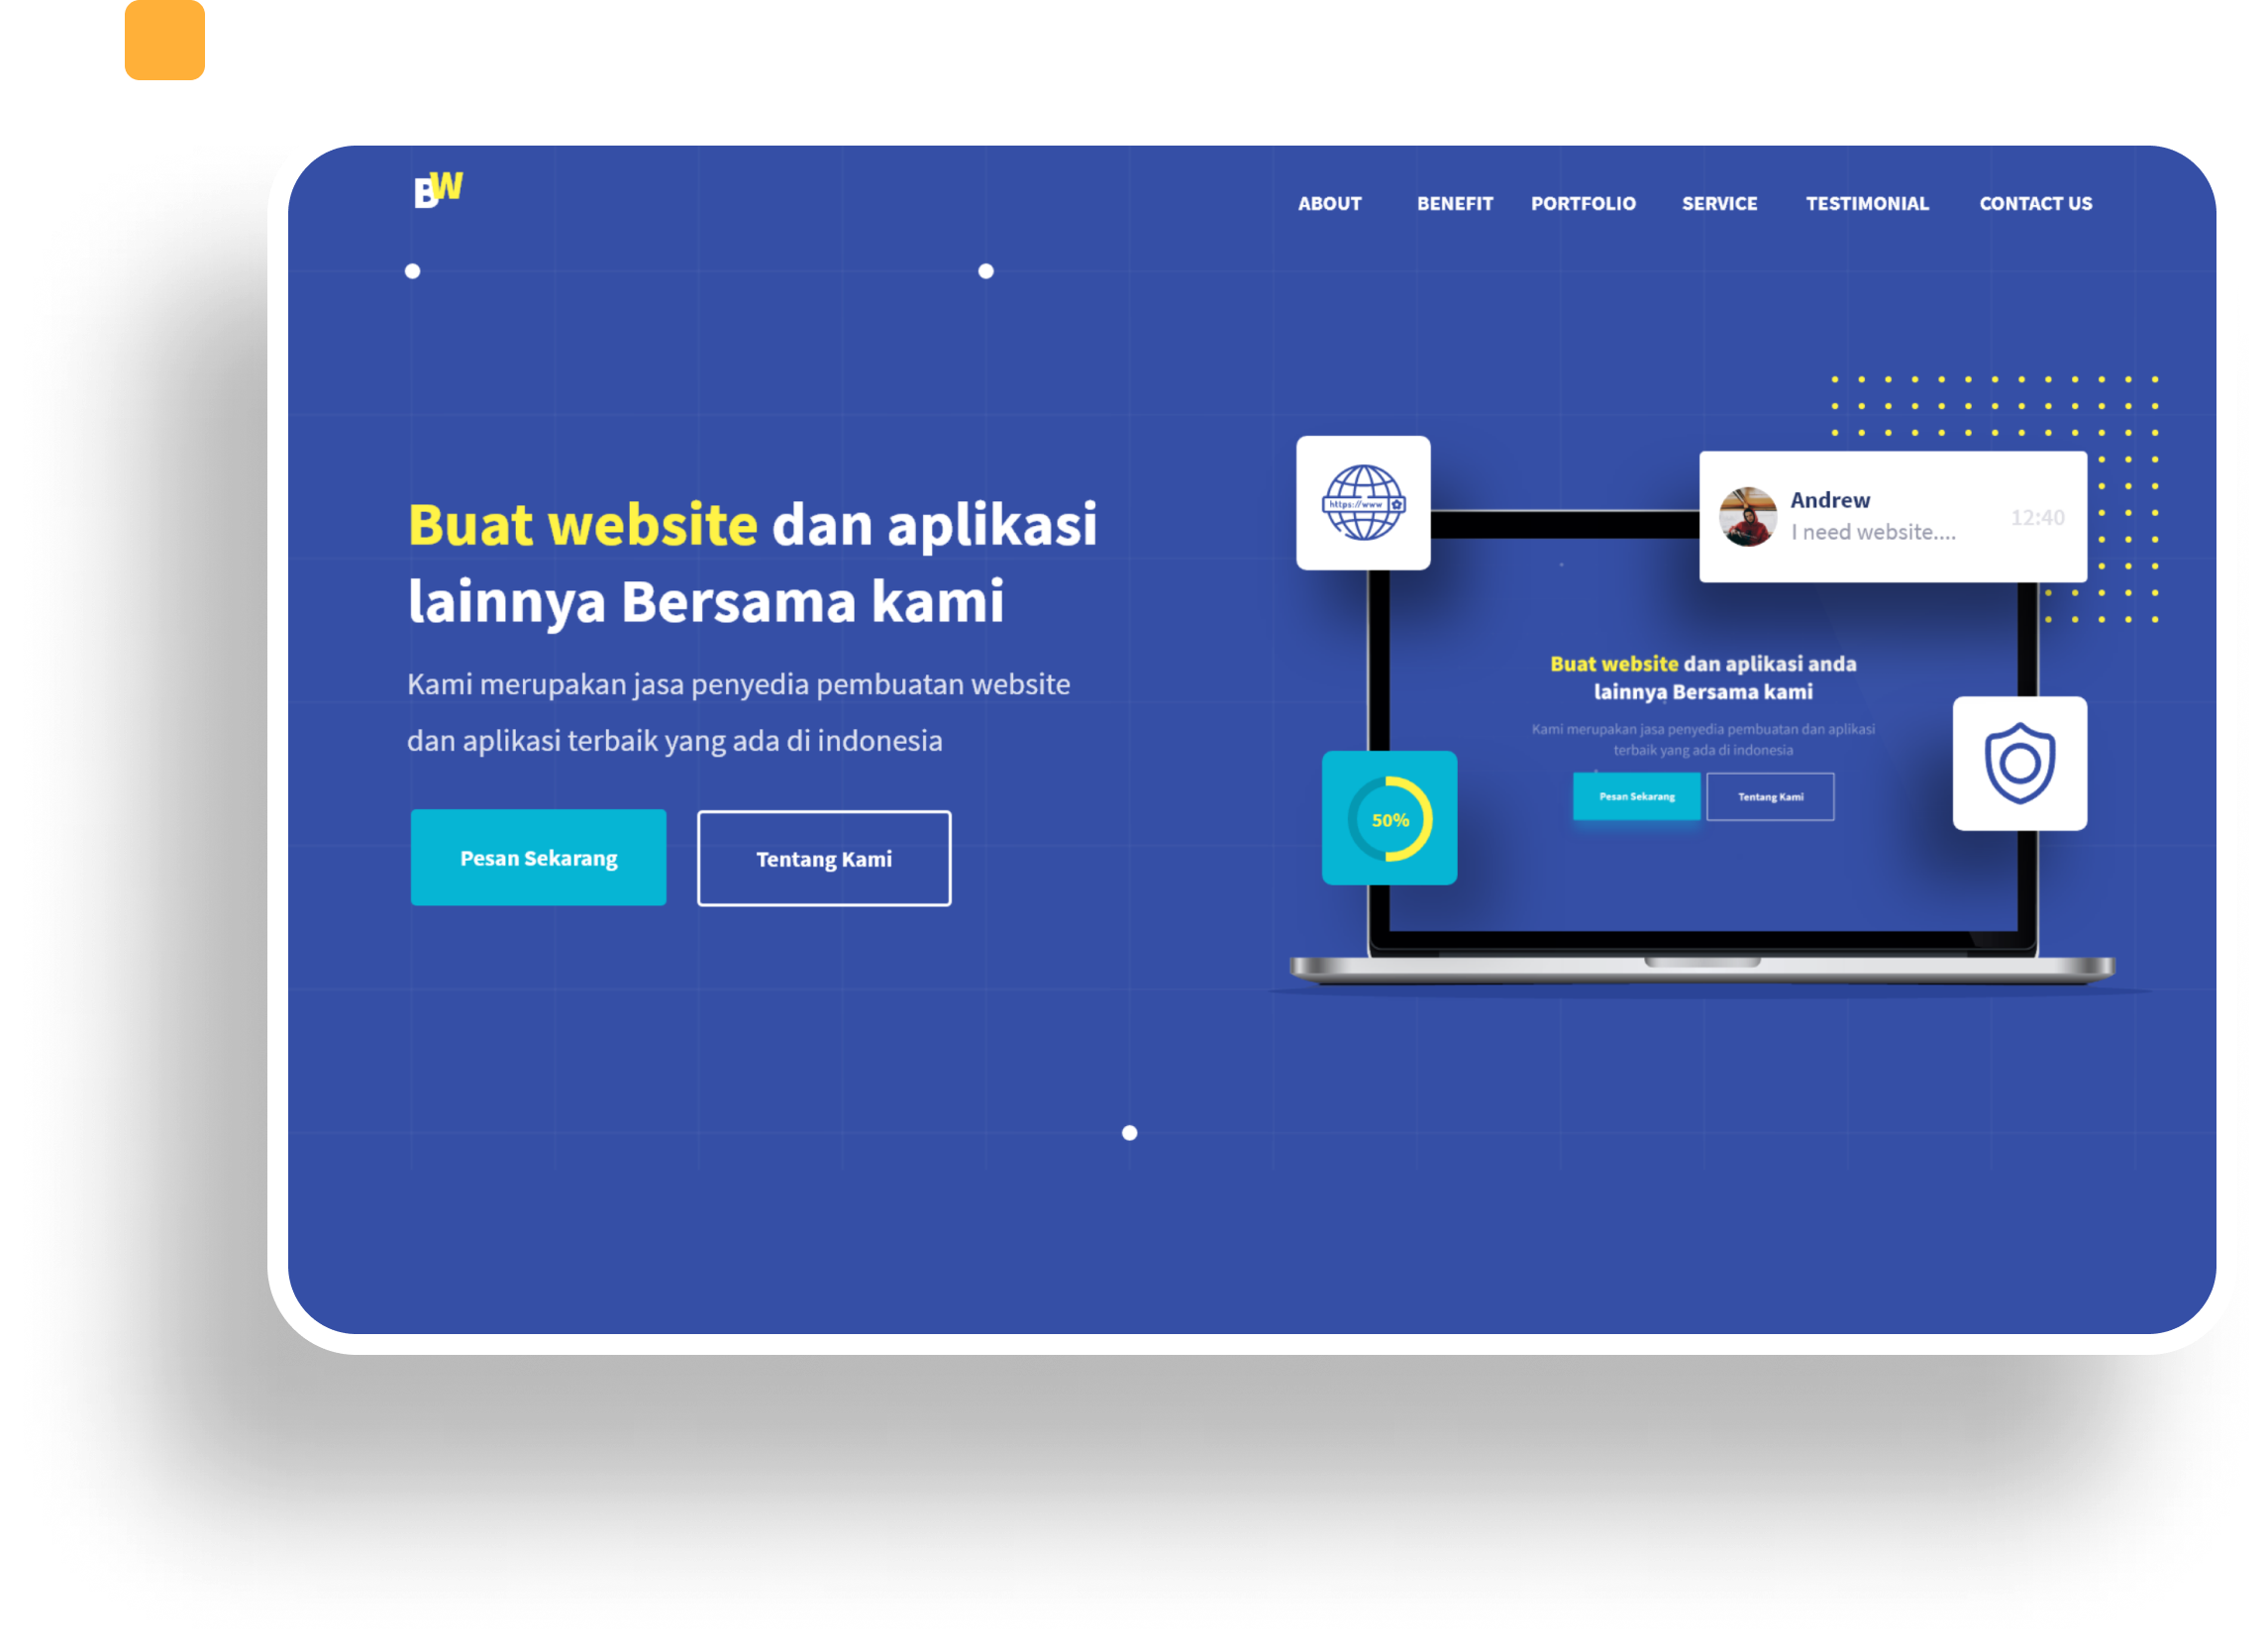 BW
ABOUT BENEFIT PORTFOLIO SERVICE TESTIMONIAL CONTACT US
Buat website dan aplikasi
lainnya Bersama kami
Kami merupakan jasa penyedia pembuatan website
dan aplikasi terbaik yang ada di indonesia
Pesan Sekarang Tentang Kami
https://www
Andrew
I need website....
12:40
Buat website dan aplikasi anda
lainnya Bersama kami
Kami merupakan jasa penyedia pembuatan dan aplikasi
terbaik yang ada di indonesia
Pesan Sekarang Tentang Kami
50%